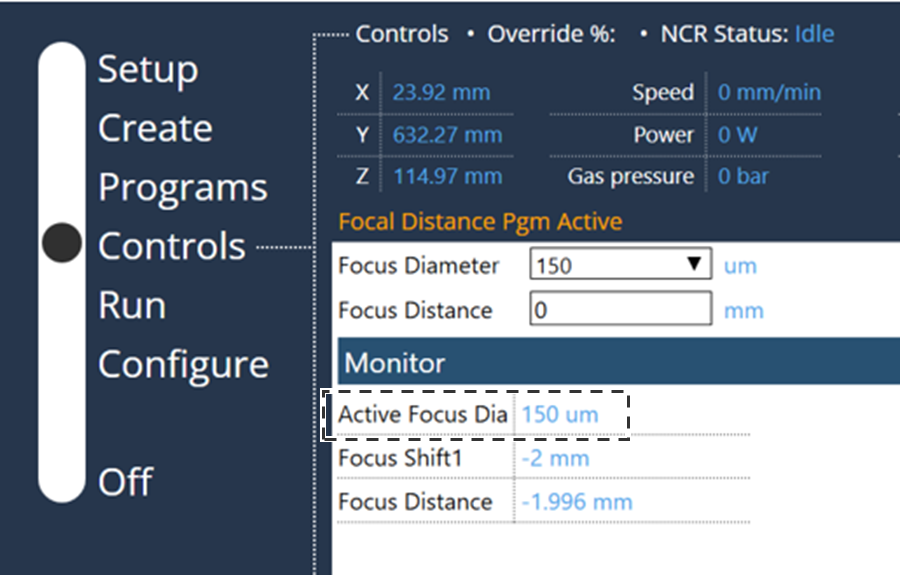 Setup
Create
Programs
Controls
Run
Configure
Off
Controls • Override %: • NCR Status: Idle
X 23.92 mm Speed 0 mm/min
Y 632.27 mm Power 0 W
Z 114.97 mm Gas pressure 0 bar
Focal Distance Pgm Active
Focus Diameter 150 um
Focus Distance 0 mm
Monitor
Active Focus Dia 150 um
Focus Shift1 -2 mm
Focus Distance -1.996 mm